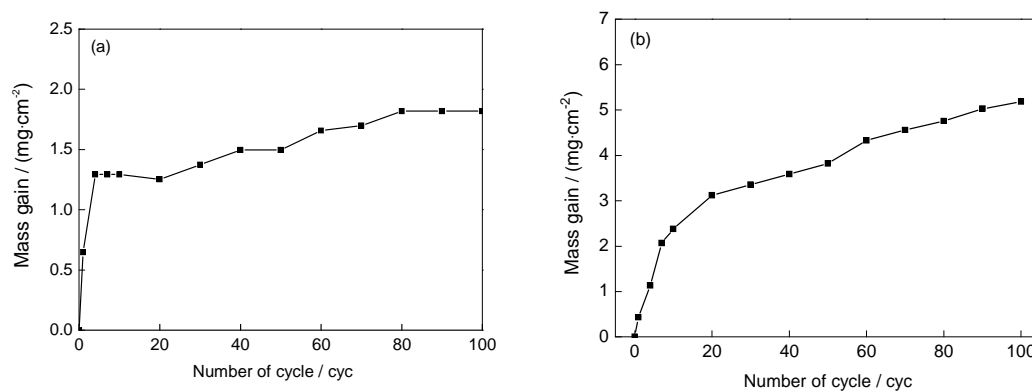 (a)
Mass gain / (mg·cm-2)
2.5
2.0
1.5
1.0
0.5
0.0
0 20 40 60 80 100
Number of cycle / cyc
(b)
Mass gain / (mg·cm-2)
7
6
5
4
3
2
1
0
0 20 40 60 80 100
Number of cycle / cyc